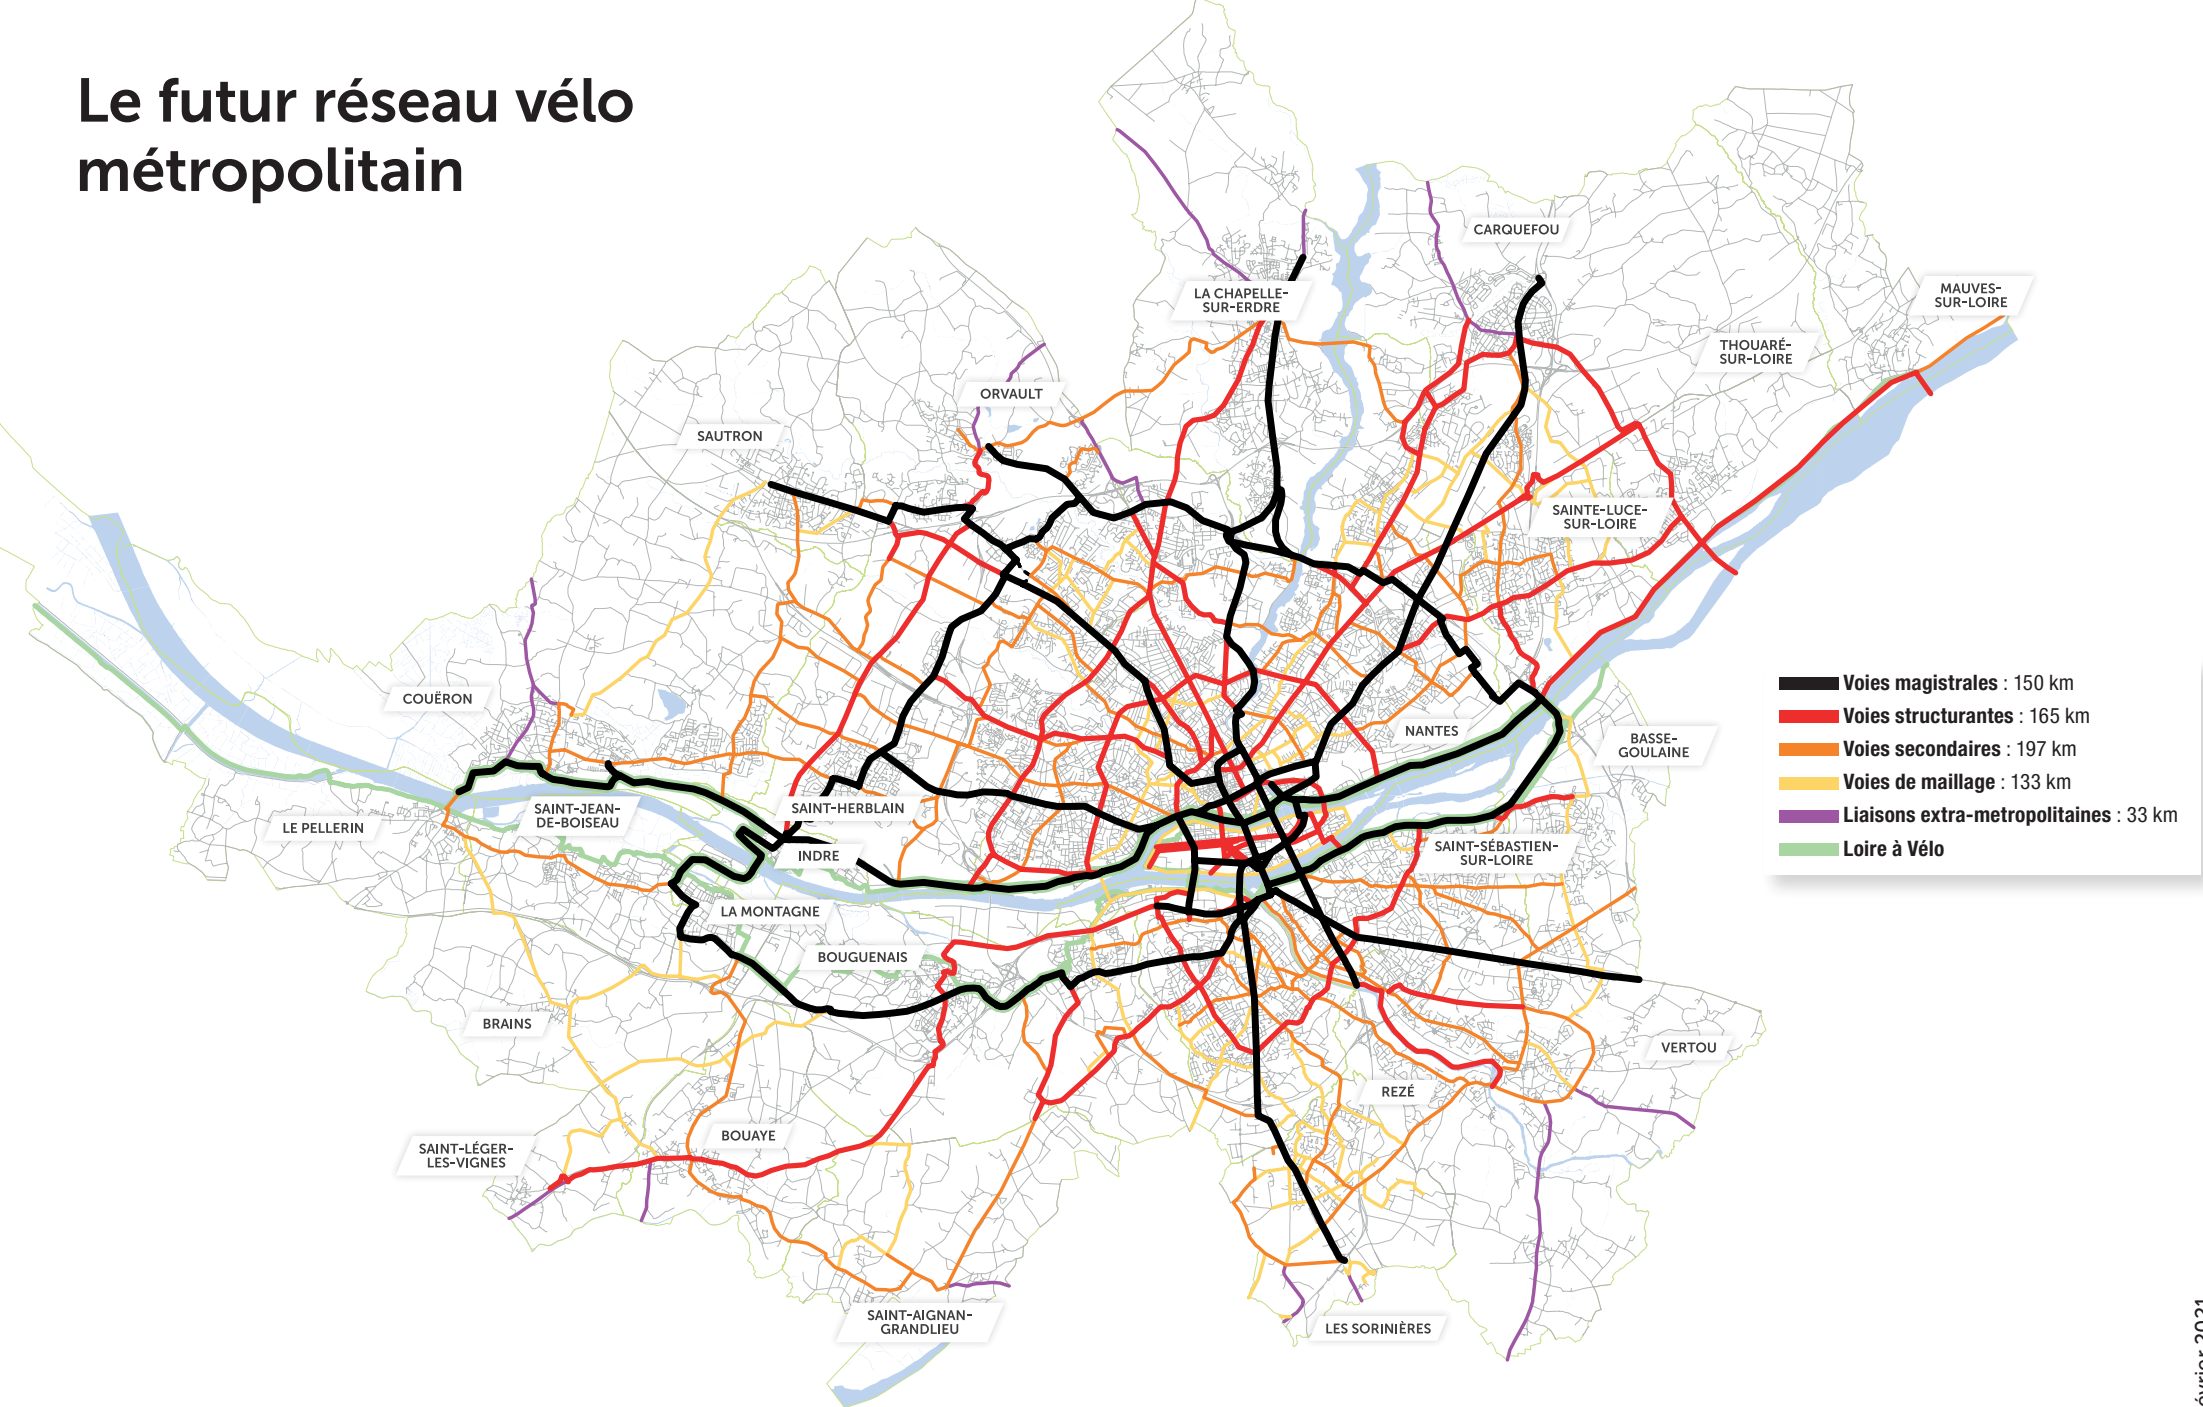 Le futur réseau vélo
métropolitain
CARQUEFOU
LA CHAPELLE-
SUR-ERDRE
MAUVES-
SUR-LOIRE
THOUARÉ-
SUR-LOIRE
ORVAULT
SAUTRON
SAINTE-LUCE-
SUR-LOIRE
COUËRON
NANTES
BASSE-
GOULAINE
Voies magistrales : 150 km
Voies structurantes : 165 km
Voies secondaires : 197 km
Voies de maillage : 133 km
Liaisons extra-metropolitaines : 33 km
Loire à Vélo
SAINT-JEAN-
DE-BOISEAU
SAINT-HERBLAIN
LE PELLERIN
INDRE
SAINT-SÉBASTIEN-
SUR-LOIRE
LA MONTAGNE
BOUGUENAIS
BRAINS
VERTOU
REZÉ
BOUAYE
SAINT-LÉGER-
LES-VIGNES
SAINT-AIGNAN-
GRANDLIEU
LES SORINIÈRES
2021